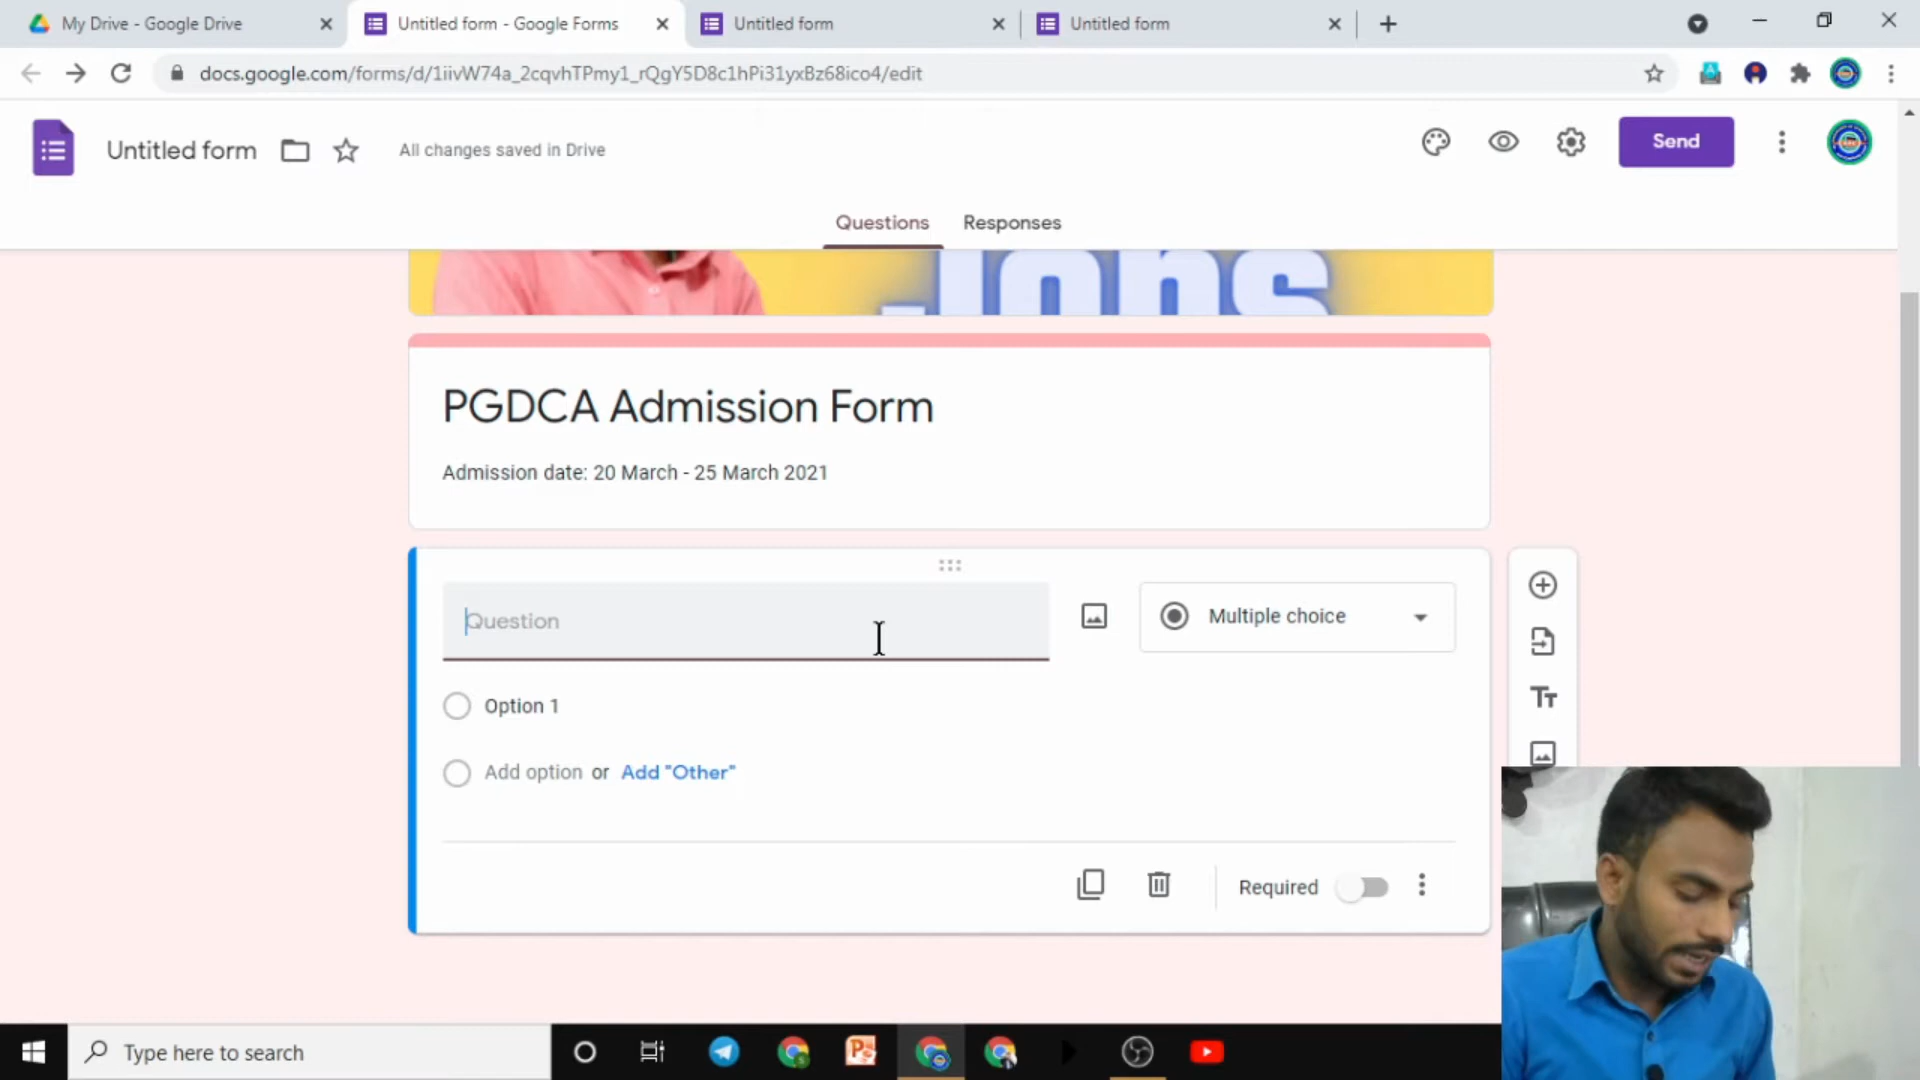 My Drive - Google Drive
Untitled form - Google Forms
Untitled form
Untitled form
docs.google.com/forms/d/1iivW74a_2cqvhTPmy1_rQgY5D8c1hPi31yxBz68ico4/edit
Untitled form
All changes saved in Drive
Send
Questions
Responses
Jobs
PGDCA Admission Form
Admission date: 20 March - 25 March 2021
Question
Multiple choice
Option 1
Add option or Add "Other"
Required
Type here to search